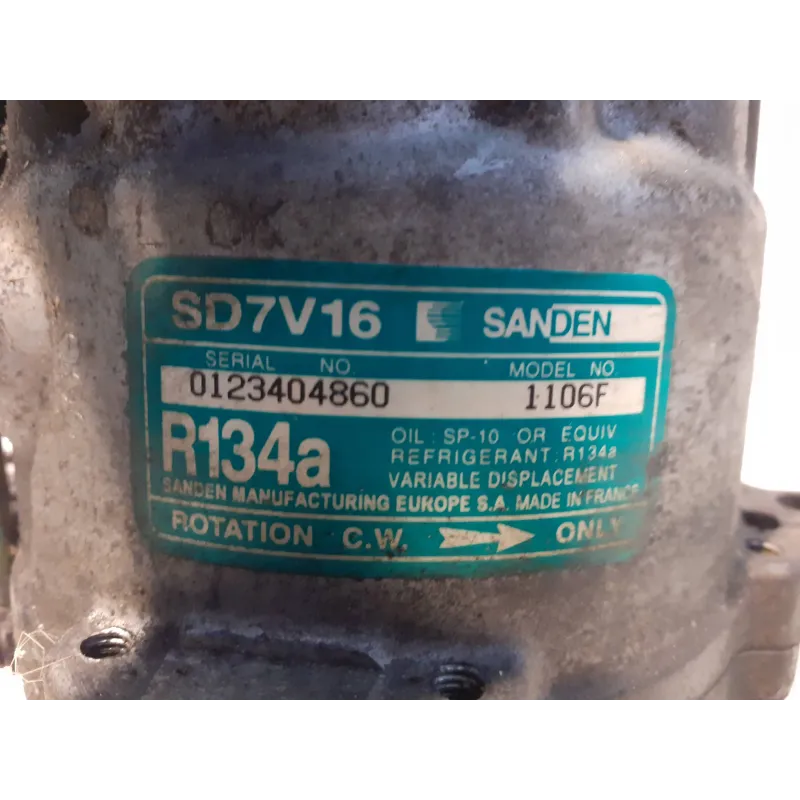 OK
SD7V16 SANDEN
SERIAL NO. MODEL NO.
0123404860 1106F
R134a
OIL : SP-10 OR EQUIV
REFRIGERANT : R134a
VARIABLE DISPLACEMENT
SANDEN MANUFACTURING EUROPE S.A. MADE IN FRANCE
ROTATION C.W. ONLY